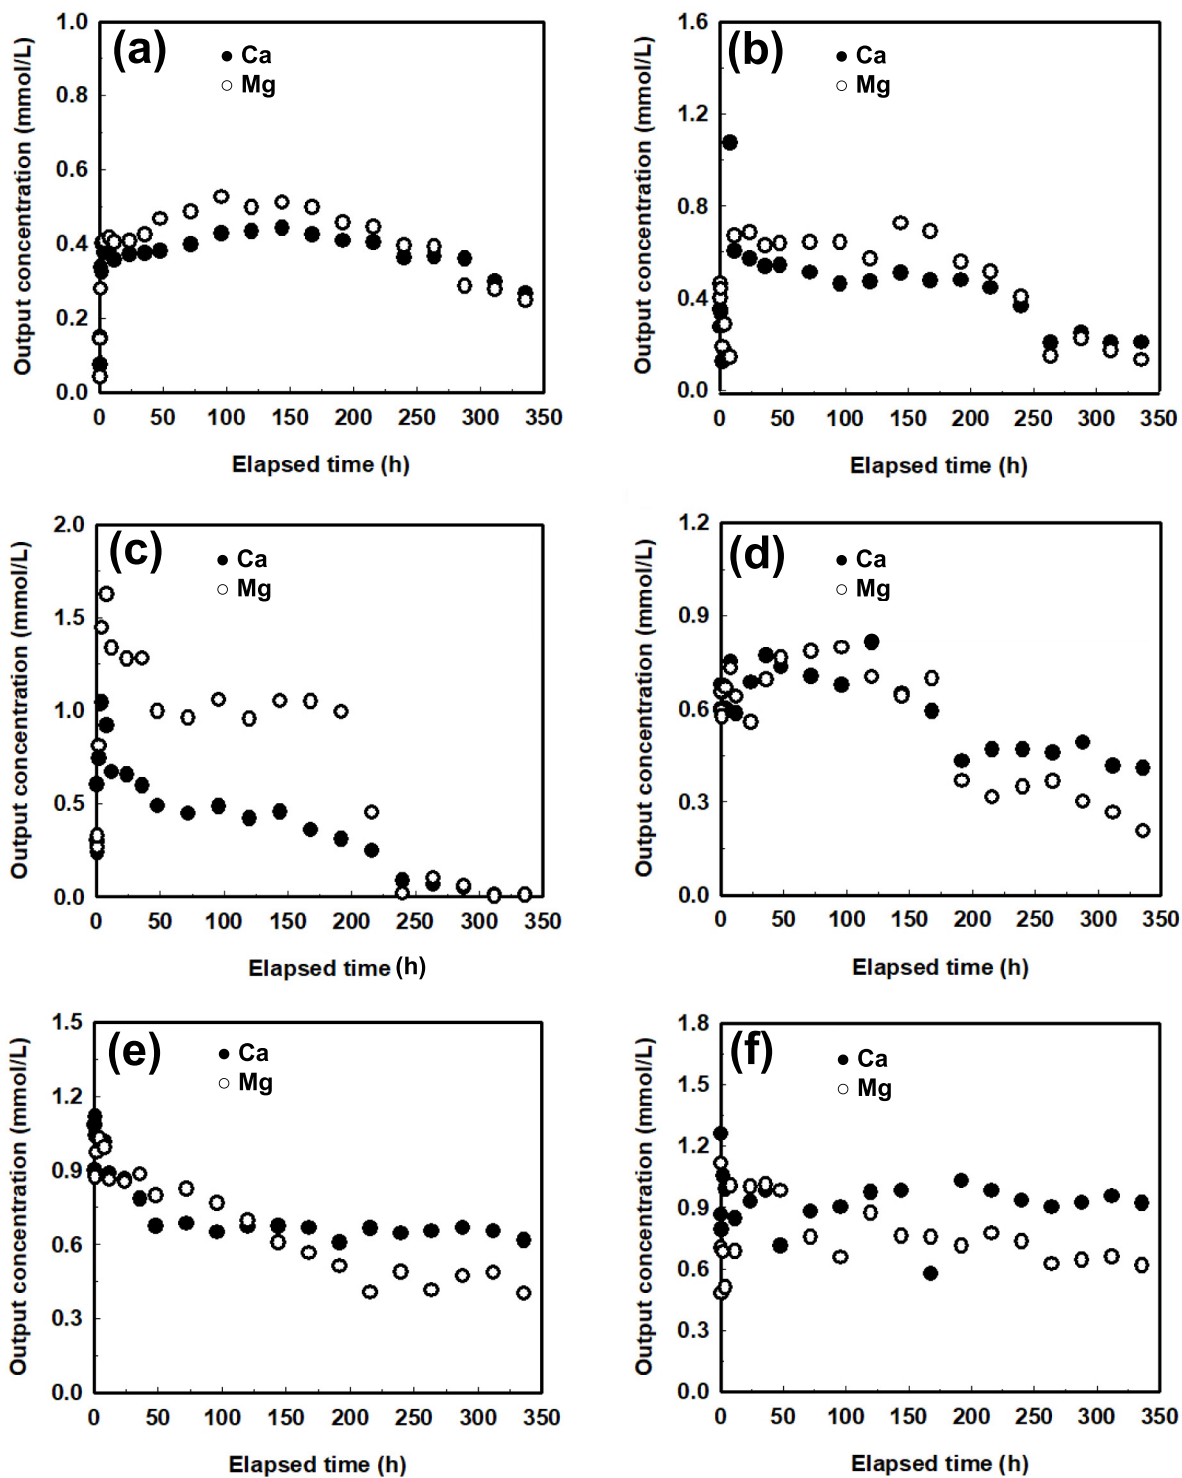 (a)
Ca
Mg
Output concentration (mmol/L)
1.0
0.8
0.6
0.4
0.2
0.0
0 50 100 150 200 250 300 350
Elapsed time (h)
(b)
Ca
Mg
Output concentration (mmol/L)
1.6
1.2
0.8
0.4
0.0
0 50 100 150 200 250 300 350
Elapsed time (h)
(c)
Ca
Mg
Output concentration (mmol/L)
2.0
1.5
1.0
0.5
0.0
0 50 100 150 200 250 300 350
Elapsed time (h)
(d)
Ca
Mg
Output concentration (mmol/L)
1.2
0.9
0.6
0.3
0.0
0 50 100 150 200 250 300 350
Elapsed time (h)
(e)
Ca
Mg
Output concentration (mmol/L)
1.5
1.2
0.9
0.6
0.3
0.0
0 50 100 150 200 250 300 350
Elapsed time (h)
(f)
Ca
Mg
Output concentration (mmol/L)
1.8
1.5
1.2
0.9
0.6
0.3
0.0
0 50 100 150 200 250 300 350
Elapsed time (h)